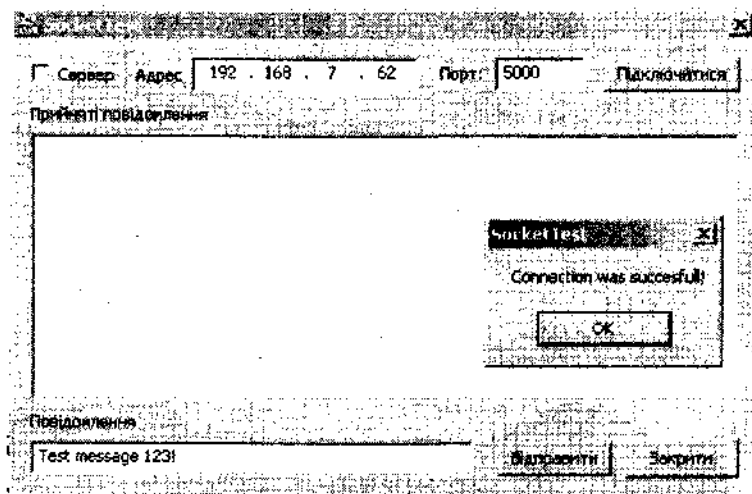 Сервер Адрес 192 . 168 . 7 . 62 Порт: 5000 Підключитися
Прийняті повідомлення
SocketTest
Connection was succesfull!
OK
Повідомлення
Test message 123! Відправити Закрити